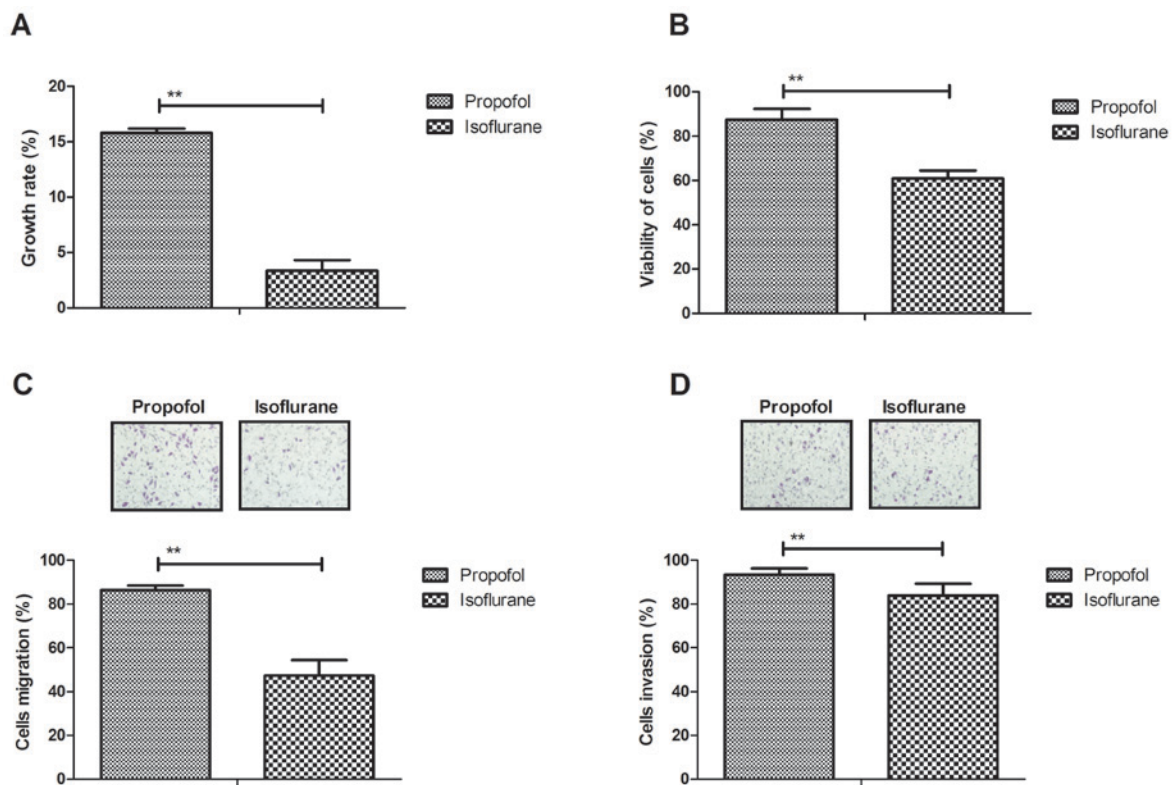 A
Growth rate (%)
20
15
10
5
0
**
Propofol
Isoflurane
B
Viability of cells (%)
100
80
60
40
20
0
**
Propofol
Isoflurane
C
Propofol Isoflurane
Cells migration (%)
100
80
60
40
20
0
**
Propofol
Isoflurane
D
Propofol Isoflurane
Cells invasion (%)
100
80
60
40
20
0
**
Propofol
Isoflurane